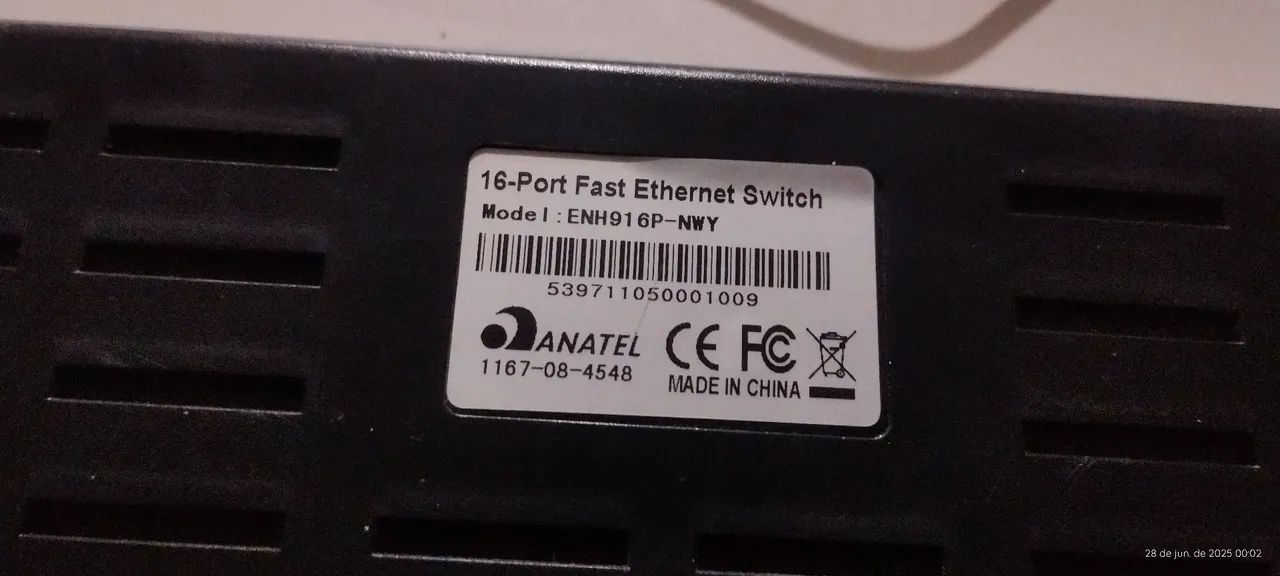 16-Port Fast Ethernet Switch
Model:ENH916P-NWY
539711050001009
ANATEL
1167-08-4548
CE FC
MADE IN CHINA
28 de jun. de 2025 00:02